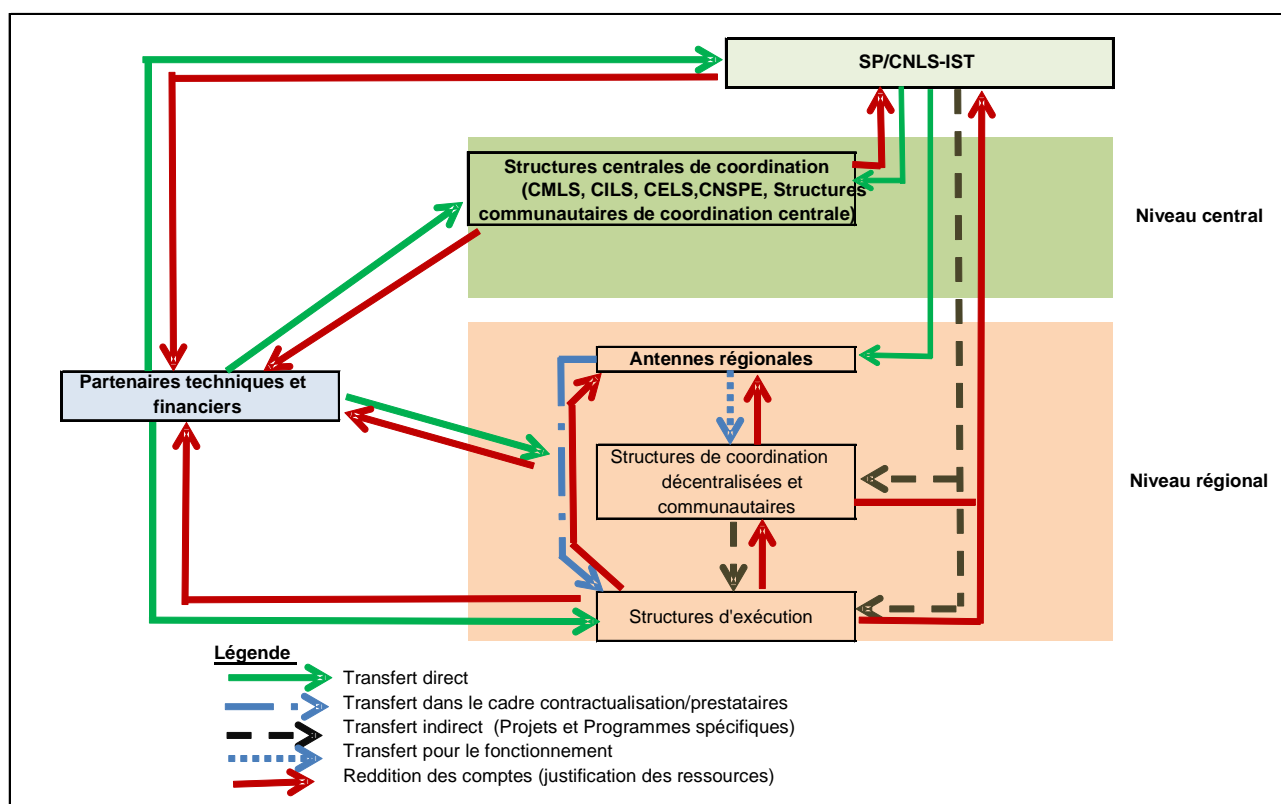 SP/CNLS-IST
Structures centrales de coordination
(CMLS, CILS, CELS,CNSPE, Structures
communautaires de coordination centrale)
Niveau central
Antennes régionales
Partenaires techniques et
financiers
Structures de coordination
décentralisées et
communautaires
Niveau régional
Structures d'exécution
Légende
Transfert direct
Transfert dans le cadre contractualisation/prestataires
Transfert indirect (Projets et Programmes spécifiques)
Transfert pour le fonctionnement
Reddition des comptes (justification des ressources)